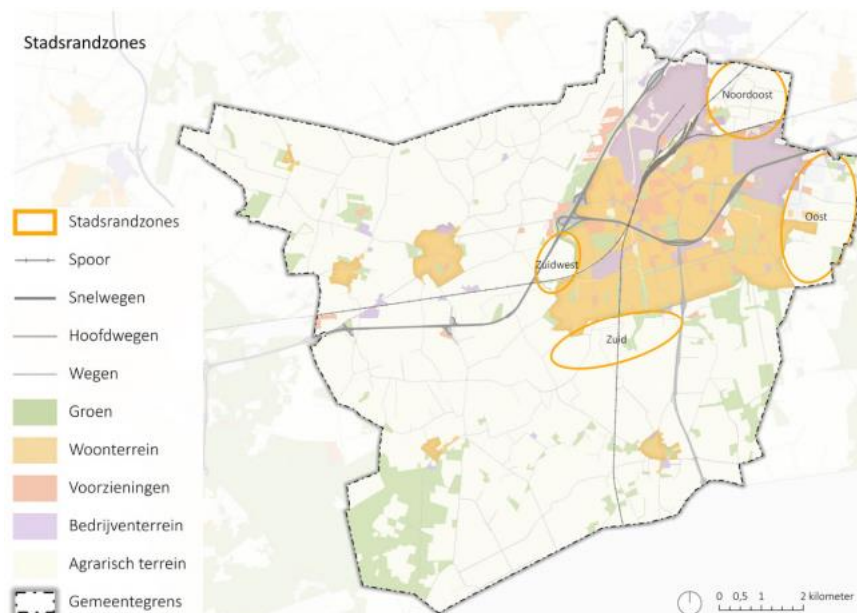 Stadsrandzones
Noordoost
Oost
Zuidwest
Zuid
Stadsrandzones
Spoor
Snelwegen
Hoofdwegen
Wegen
Groen
Woonterrein
Voorzieningen
Bedrijventerrein
Agrarisch terrein
Gemeentegrens
0 0,5 1 2 kilometer